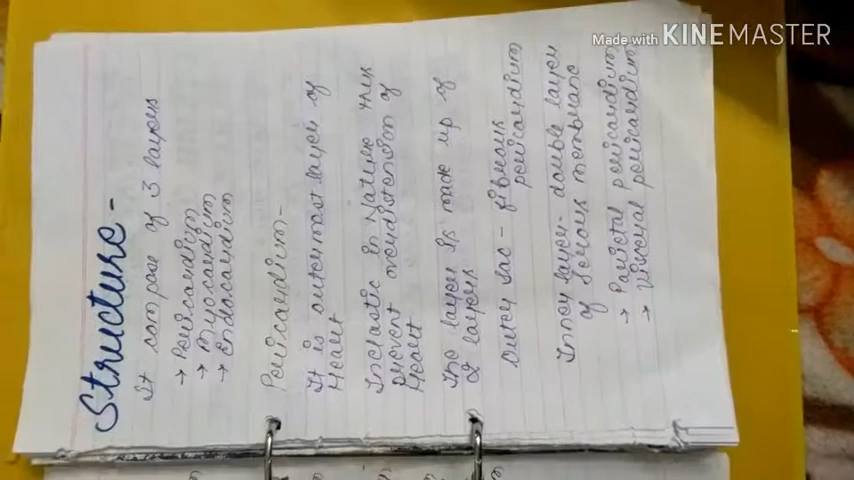 Made with KINEMASTER
Structure -
It compose of 3 layers
→ Pericardium
→ Myocardium
→ Endocardium
Pericardium -
It is outermost layer of
Heart
Inelastic in Nature thus
prevent overdistension of
Heart
The layer is made up of
2 layers
Outer sac - fibrous
pericardium
Inner layer - double layer
of serous membrane
→ Parietal pericardium
→ visceral pericardium